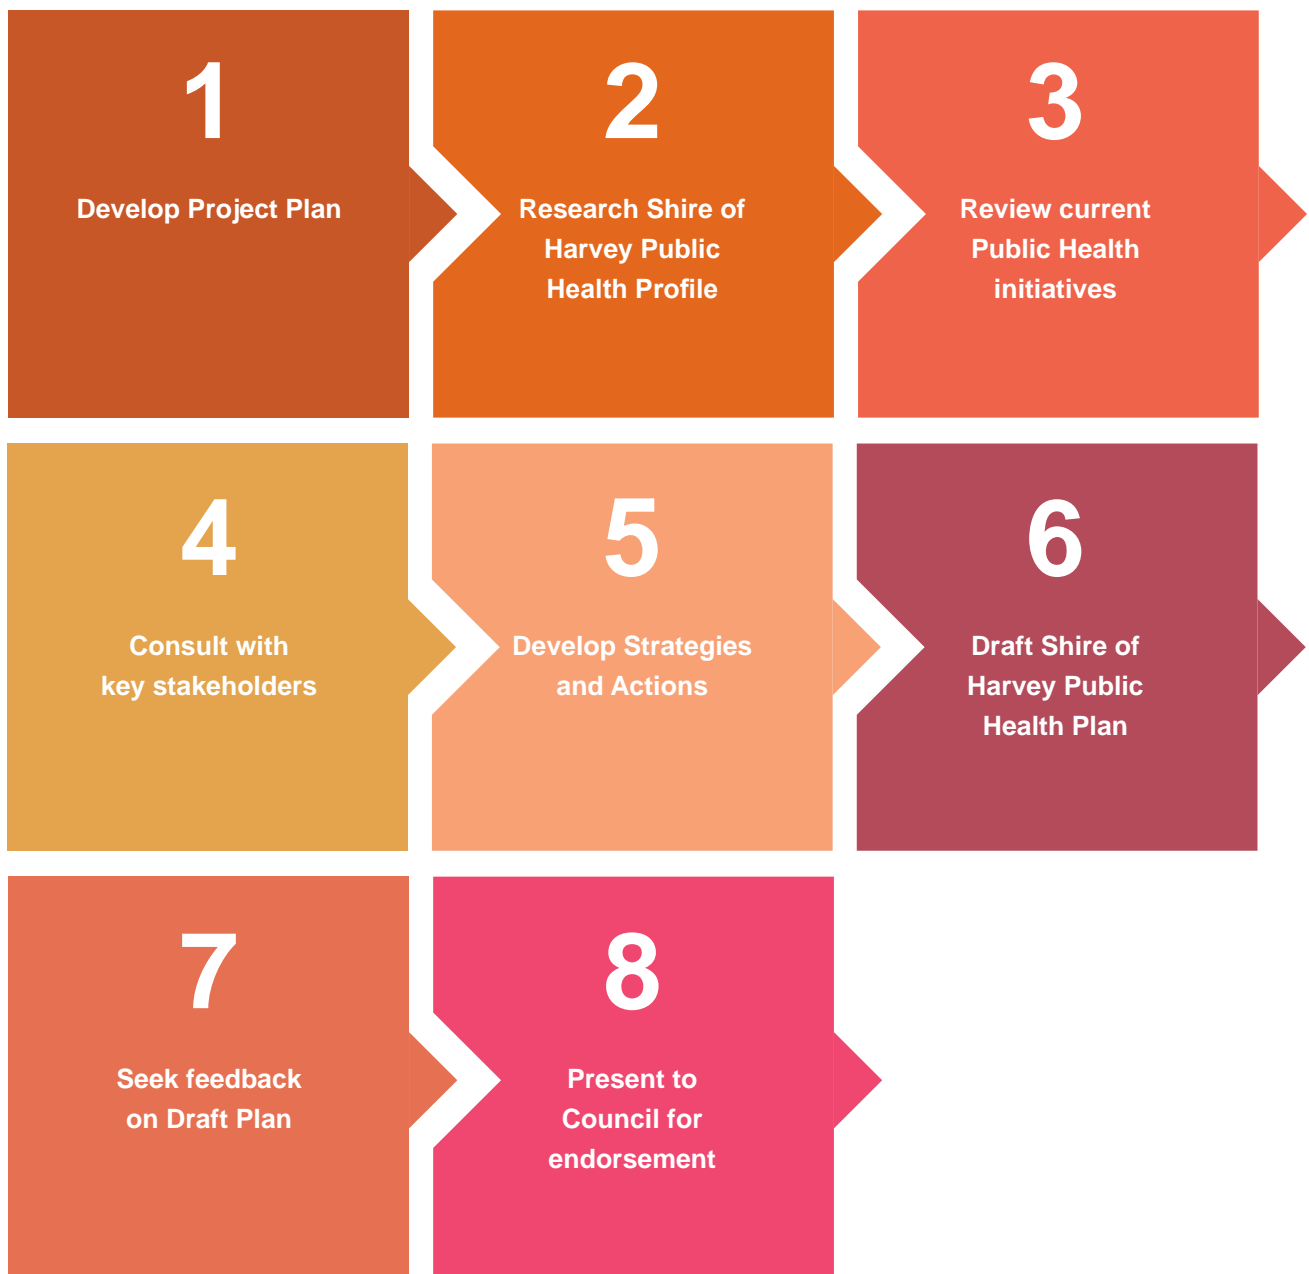 1
Develop Project Plan
2
Research Shire of
Harvey Public
Health Profile
3
Review current
Public Health
initiatives
4
Consult with
key stakeholders
5
Develop Strategies
and Actions
6
Draft Shire of
Harvey Public
Health Plan
7
Seek feedback
on Draft Plan
8
Present to
Council for
endorsement